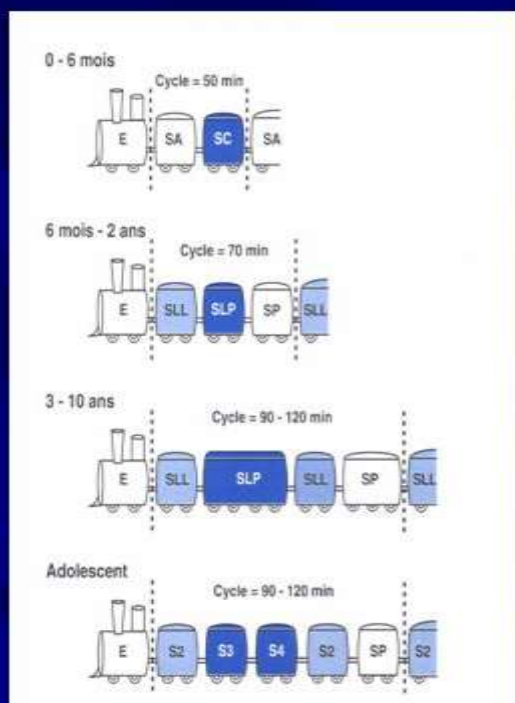 0 - 6 mois
Cycle = 50 min
E SA SC SA
6 mois - 2 ans
Cycle = 70 min
E SLL SLP SP SLL
3 - 10 ans
Cycle = 90 - 120 min
E SLL SLP SLL SP SLL
Adolescent
Cycle = 90 - 120 min
E S2 S3 S4 S2 SP S2